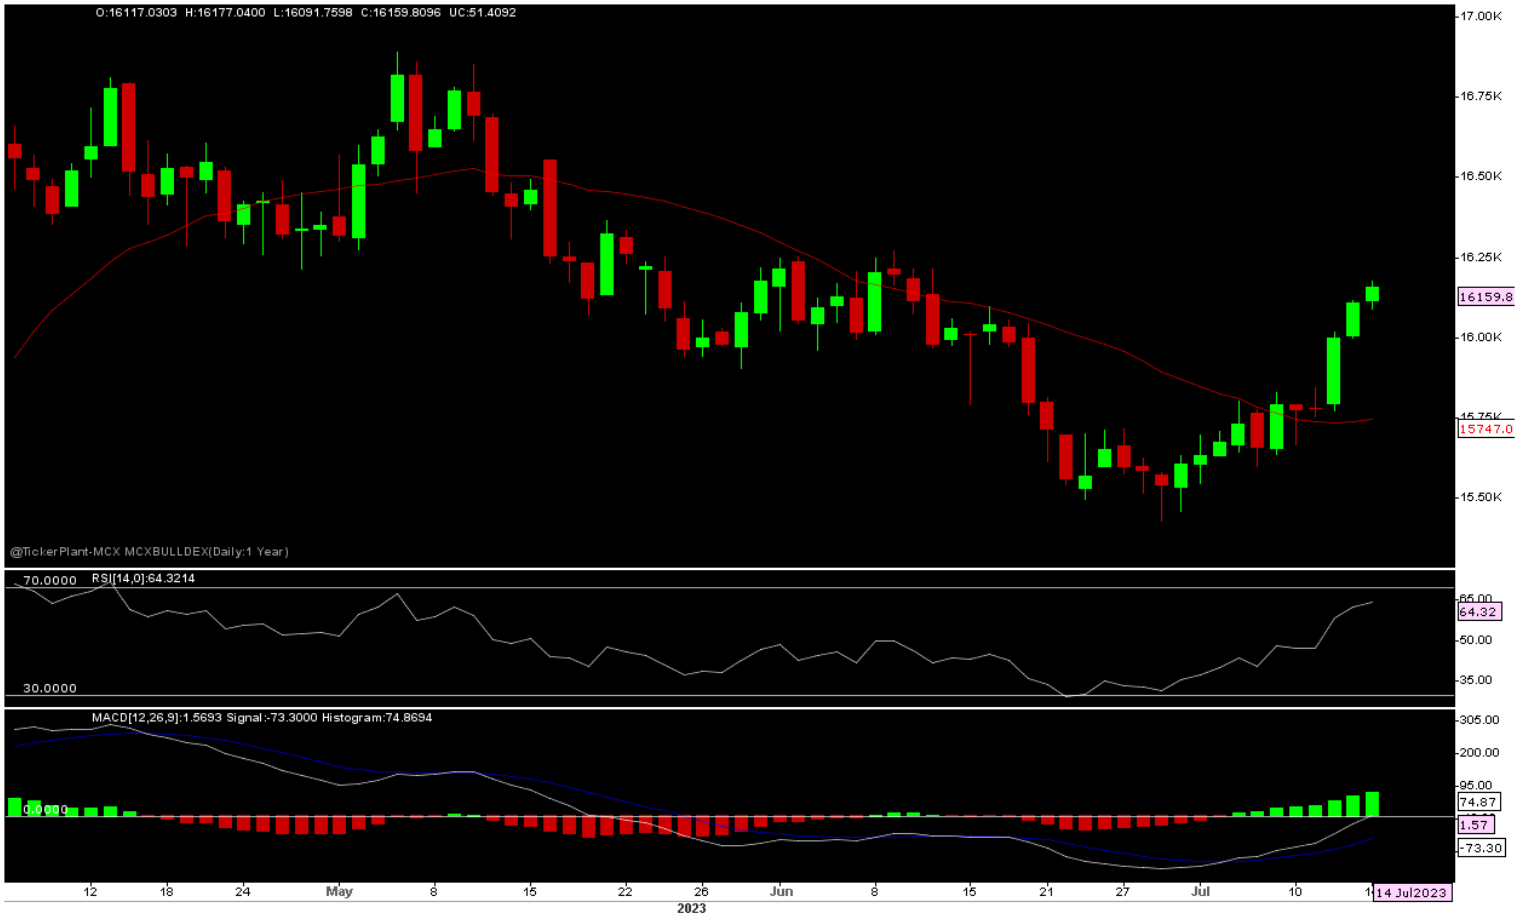 O:16117.0303 H:16177.0400 L:16091.7598 C:16159.8096 UC:51.4092
17.00K
16.75K
16.50K
16.25K
16159.8
16.00K
15.75K
15747.0
15.50K
@TickerPlant-MCX MCXBULLDEX(Daily:1 Year)
70.0000 RSI[14,0]:64.3214
65.00
64.32
50.00
35.00
30.0000
MACD[12,26,9]:1.5693 Signal:-73.3000 Histogram:74.8694
305.00
200.00
95.00
74.87
0.0000
1.57
-73.30
12 18 24 May 8 15 22 26 Jun 8 15 21 27 Jul 10 14 Jul2023
2023